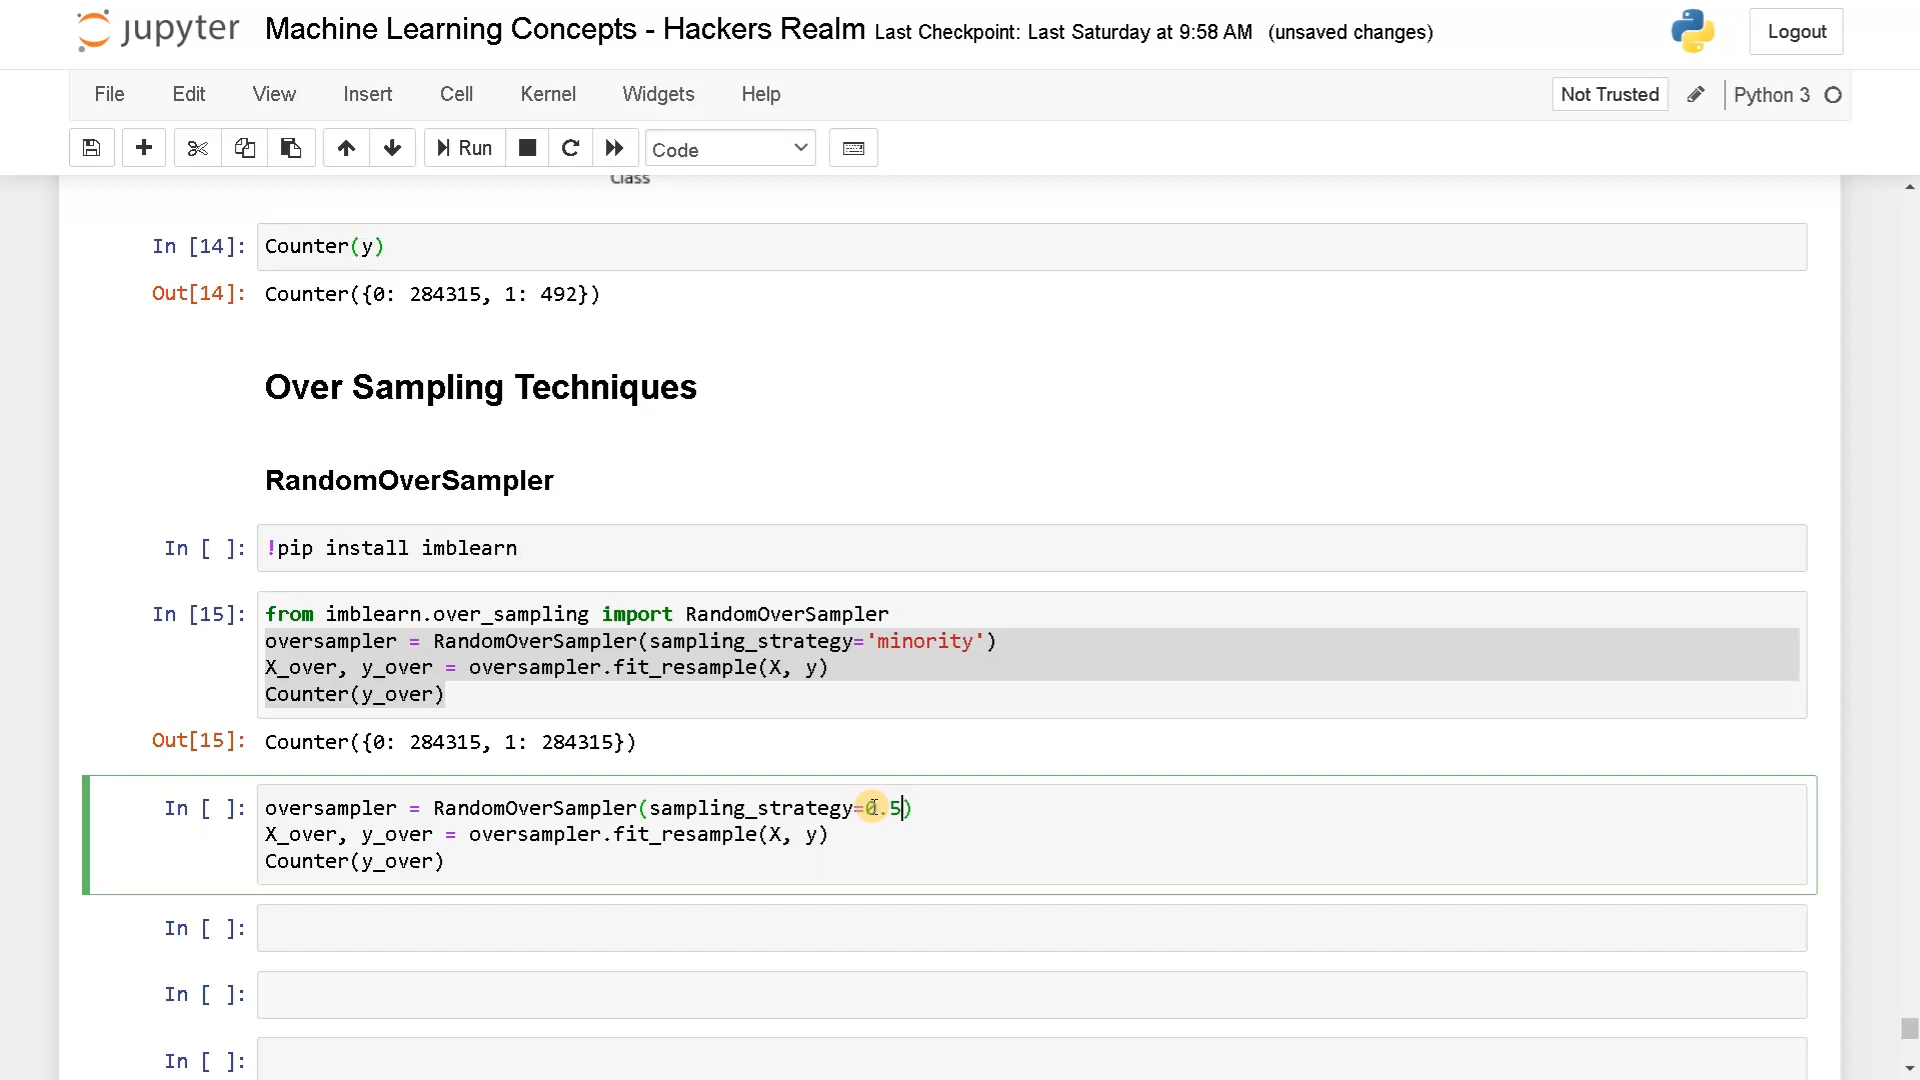 jupyter Machine Learning Concepts - Hackers Realm Last Checkpoint: Last Saturday at 9:58 AM (unsaved changes) Logout
File Edit View Insert Cell Kernel Widgets Help Not Trusted Python 3
Run Code
Class
In [14]: Counter(y)
Out[14]: Counter({0: 284315, 1: 492})
Over Sampling Techniques
RandomOverSampler
In [ ]: !pip install imblearn
In [15]: from imblearn.over_sampling import RandomOverSampler
oversampler = RandomOverSampler(sampling_strategy='minority')
X_over, y_over = oversampler.fit_resample(X, y)
Counter(y_over)
Out[15]: Counter({0: 284315, 1: 284315})
In [ ]: oversampler = RandomOverSampler(sampling_strategy=0.5)
X_over, y_over = oversampler.fit_resample(X, y)
Counter(y_over)
In [ ]:
In [ ]:
In [ ]: